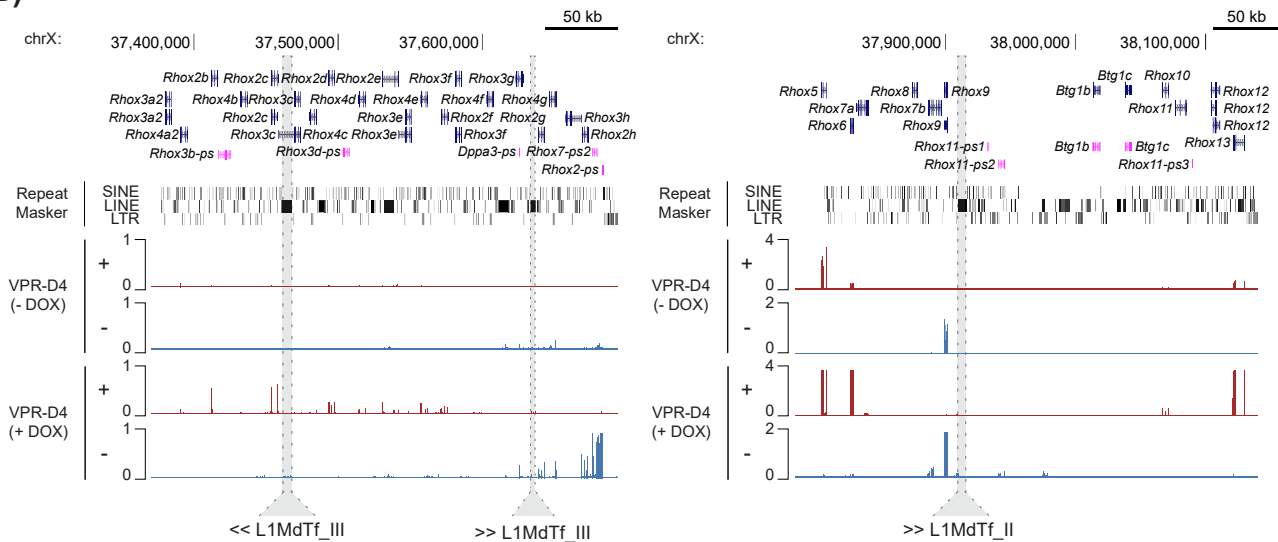 50 kb
chrX: 37,400,000 37,500,000 37,600,000
Rhox2b Rhox2c Rhox2d Rhox2e Rhox3f Rhox3g
Rhox3a2 Rhox4b Rhox3c Rhox4d Rhox4e Rhox4f Rhox4g
Rhox3a2 Rhox2c Rhox3e Rhox2f Rhox2g Rhox3h
Rhox4a2 Rhox3c Rhox4c Rhox3e Rhox3f Rhox2h
Rhox3b-ps Rhox3d-ps Dppa3-ps Rhox7-ps2
Rhox2-ps
Repeat Masker
SINE
LINE
LTR
VPR-D4 (- DOX)
+
1
0
-
1
0
VPR-D4 (+ DOX)
+
1
0
-
1
0
<< L1MdTf_III >> L1MdTf_III
50 kb
chrX: 37,900,000 38,000,000 38,100,000
Btg1c Rhox10
Rhox5 Rhox8 Rhox9 Btg1b Rhox12
Rhox7a Rhox7b Rhox11 Rhox12
Rhox6 Rhox9 Rhox12
Rhox13
Rhox11-ps1 Btg1b Btg1c
Rhox11-ps2 Rhox11-ps3
Repeat Masker
SINE
LINE
LTR
VPR-D4 (- DOX)
+
4
0
-
2
0
VPR-D4 (+ DOX)
+
4
0
-
2
0
>> L1MdTf_II